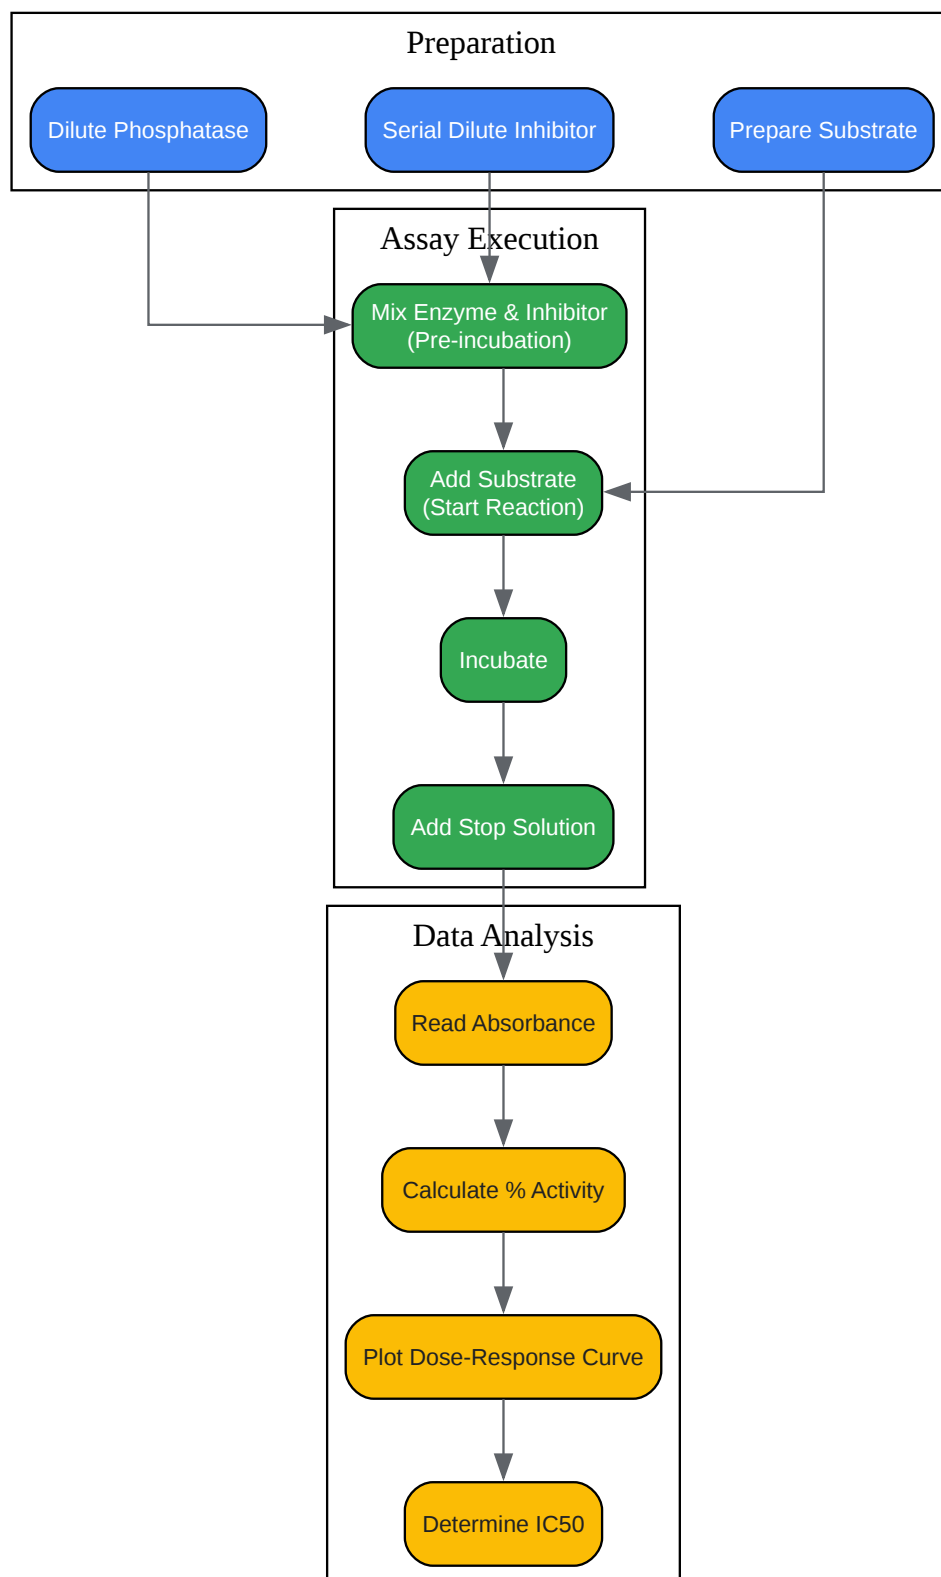 Preparation
Dilute Phosphatase
Serial Dilute Inhibitor
Prepare Substrate
Assay Execution
Mix Enzyme & Inhibitor
(Pre-incubation)
Add Substrate
(Start Reaction)
Incubate
Add Stop Solution
Data Analysis
Read Absorbance
Calculate % Activity
Plot Dose-Response Curve
Determine IC50